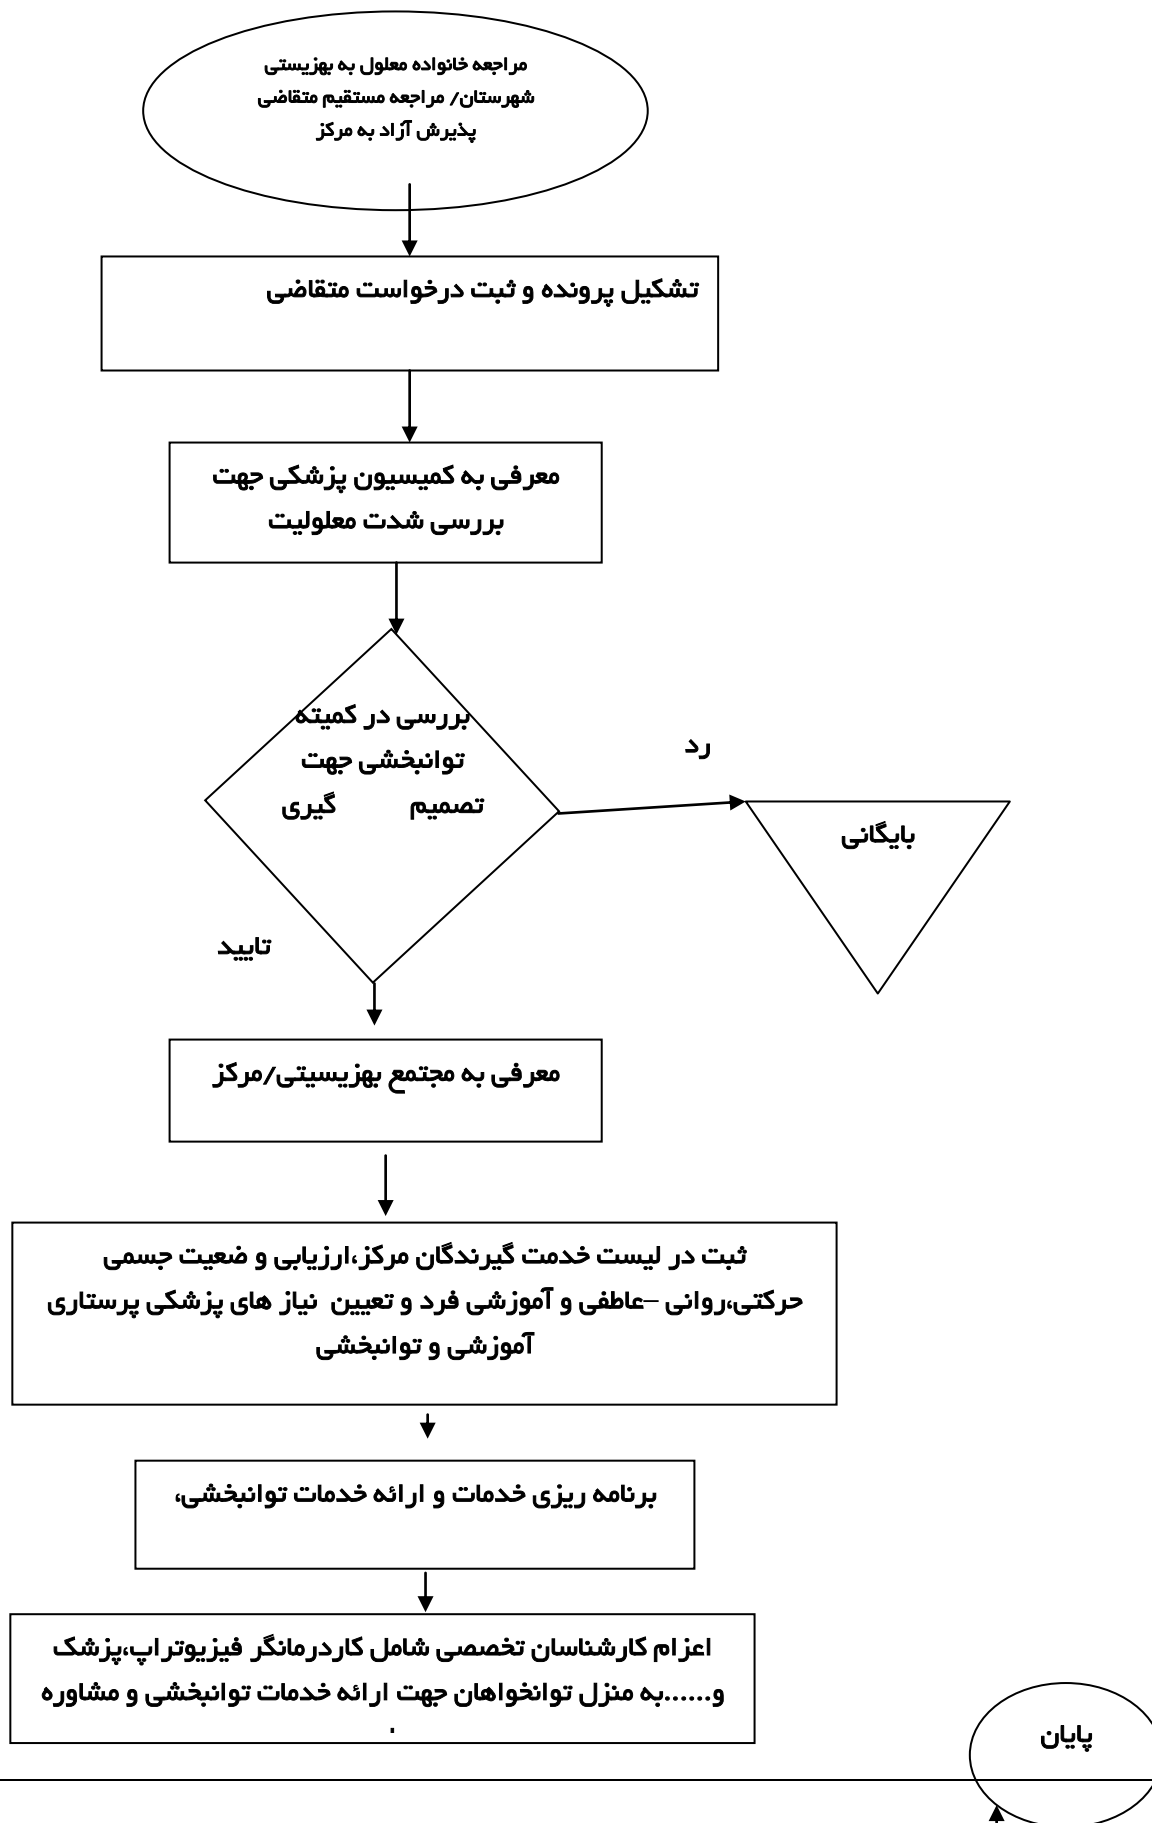 مراجعه خانواده معلول به بهزیستی
شهرستان/ مراجعه مستقیم متقاضی
پذیرش آزاد به مرکز
تشکیل پرونده و ثبت درخواست متقاضی
معرفی به کمیسیون پزشکی جهت
بررسی شدت معلولیت
بررسی در کمیته
توانبخشی جهت
تصمیم گیری
رد
بایگانی
تایید
معرفی به مجتمع بهزیسیتی/مرکز
ثبت در لیست خدمت گیرندگان مرکز،ارزیابی و ضعیت جسمی
حرکتی،روانی –عاطفی و آموزشی فرد و تعیین نیاز های پزشکی پرستاری
آموزشی و توانبخشی
برنامه ریزی خدمات و ارائه خدمات توانبخشی،
اعزام کارشناسان تخصصی شامل کاردرمانگر فیزیوتراپ،پزشک
و......به منزل توانخواهان جهت ارائه خدمات توانبخشی و مشاوره
.
پایان